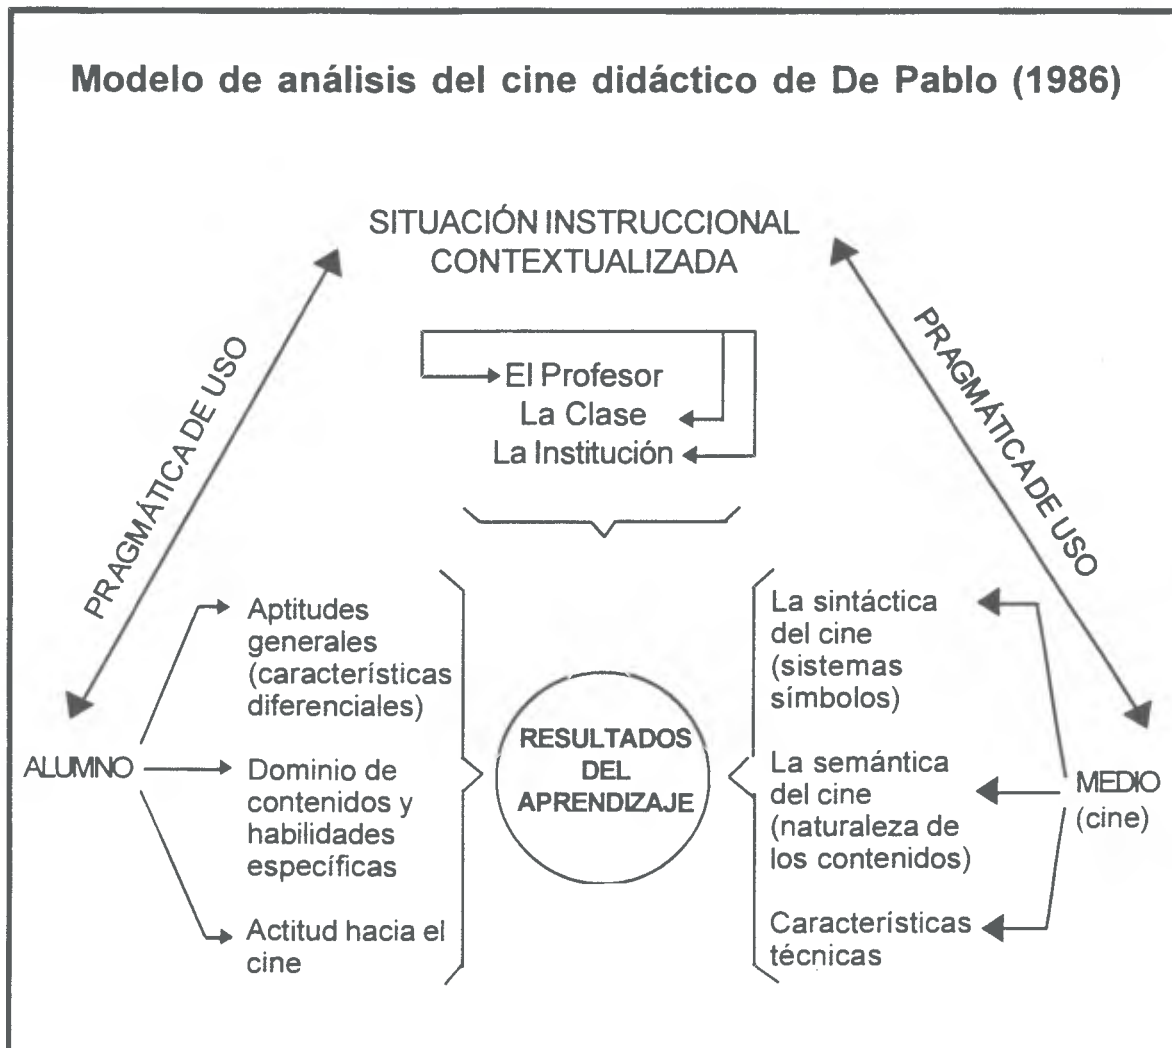 Modelo de análisis del cine didáctico de De Pablo (1986)
SITUACIÓN INSTRUCCIONAL
CONTEXTUALIZADA
PRAGMÁTICA DE USO
PRAGMÁTICA DE USO
El Profesor
La Clase
La Institución
ALUMNO
Aptitudes
generales
(características
diferenciales)
Dominio de
contenidos y
habilidades
específicas
Actitud hacia el
cine
RESULTADOS
DEL
APRENDIZAJE
La sintáctica
del cine
(sistemas
símbolos)
La semántica
del cine
(naturaleza de
los contenidos)
Características
técnicas
MEDIO
(cine)